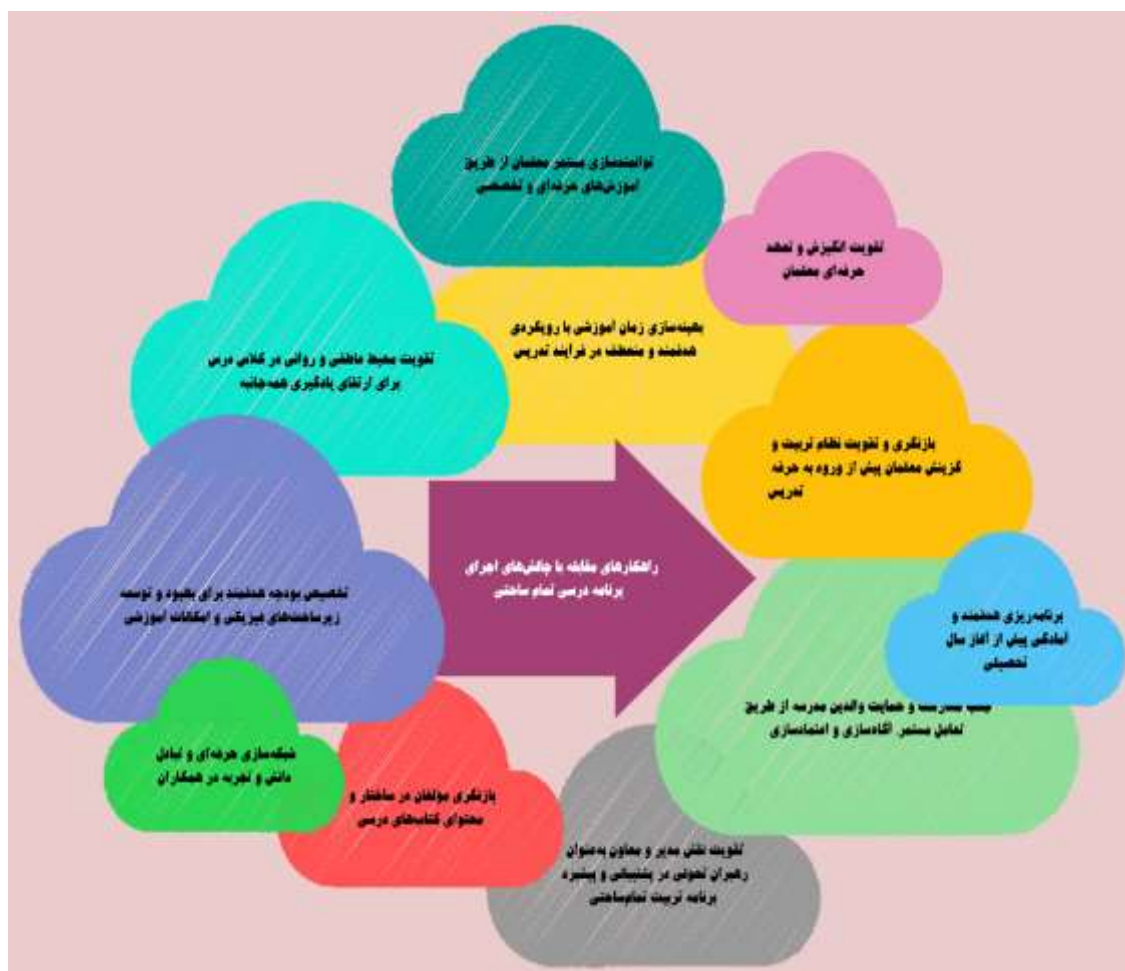 توانمندسازی مستمر معلمان از طریق
آموزش‌های حرفه‌ای و تخصصی
تقویت انگیزش و تعهد
حرفه‌ای معلمان
بهینه‌سازی زمان آموزشی با رویکردی
هدفمند و منعطف در فرایند تدریس
تقویت محیط عاطفی و روانی در کلاس درس
برای ارتقای یادگیری همه‌جانبه
بازنگری و تقویت نظام تربیت و
گزینش معلمان پیش از ورود به حرفه
تدریس
راهکارهای مقابله با چالش‌های اجرای
برنامه درسی تمام ساحتی
تخصیص بودجه هدفمند برای بهبود و توسعه
زیرساخت‌های فیزیکی و امکانات آموزشی
برنامه‌ریزی هدفمند و
آمادگی پیش از آغاز سال
تحصیلی
جلب مشارکت و حمایت والدین مدرسه از طریق
تعامل مستمر، آگاه‌سازی و اعتمادسازی
شبکه‌سازی حرفه‌ای و تبادل
دانش و تجربه در همکاران
بازنگری مولفان در ساختار و
محتوای کتاب‌های درسی
تقویت نقش مدیر و معاون به‌عنوان
رهبران تحولی در پشتیبانی و پیشبرد
برنامه تربیت تمام‌ساحتی